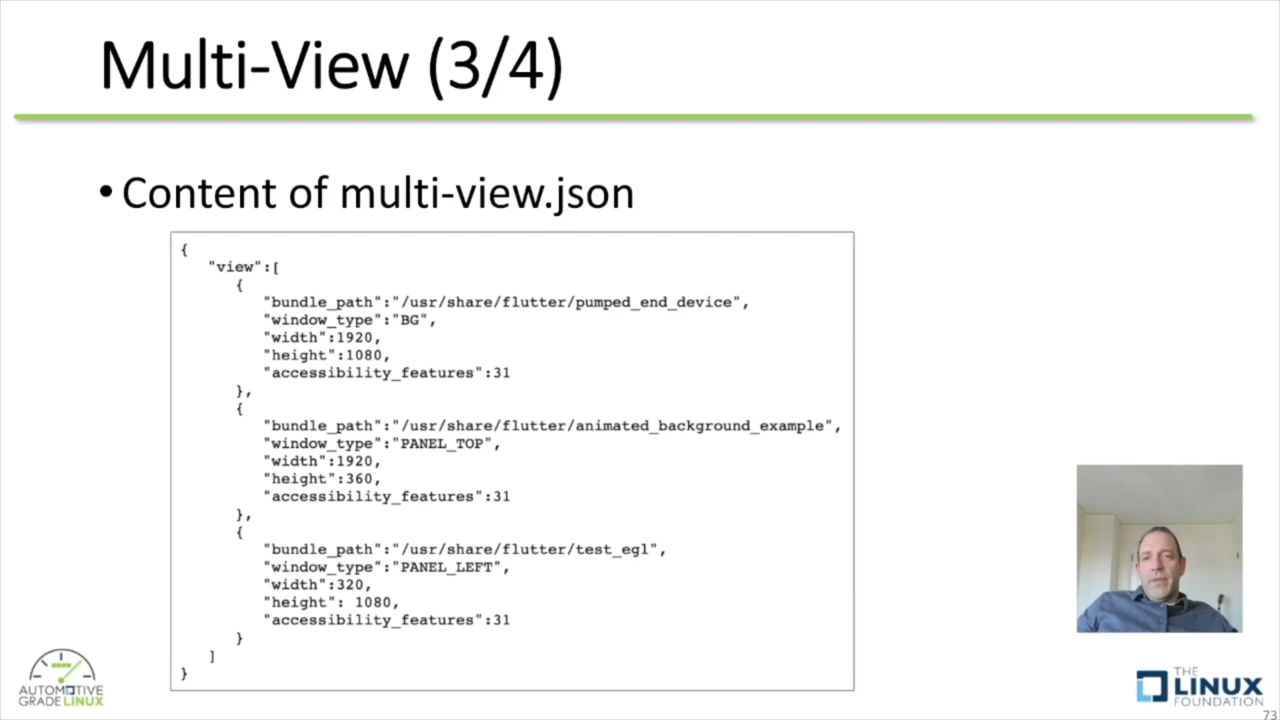 Multi-View (3/4)
• Content of multi-view.json
{
"view":[
{
"bundle_path":"/usr/share/flutter/pumped_end_device",
"window_type":"BG",
"width":1920,
"height":1080,
"accessibility_features":31
},
{
"bundle_path":"/usr/share/flutter/animated_background_example",
"window_type":"PANEL_TOP",
"width":1920,
"height":360,
"accessibility_features":31
},
{
"bundle_path":"/usr/share/flutter/test_egl",
"window_type":"PANEL_LEFT",
"width":320,
"height": 1080,
"accessibility_features":31
}
]
}
AUTOMOTIVE
GRADE LINUX
THE
LINUX
FOUNDATION
73